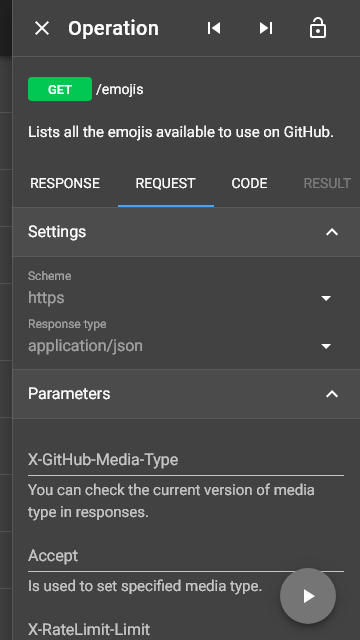 Operation
GET /emojis
Lists all the emojis available to use on GitHub.
RESPONSE REQUEST CODE RESULT
Settings
Scheme
https
Response type
application/json
Parameters
X-GitHub-Media-Type
You can check the current version of media
type in responses.
Accept
Is used to set specified media type.
X-RateLimit-Limit